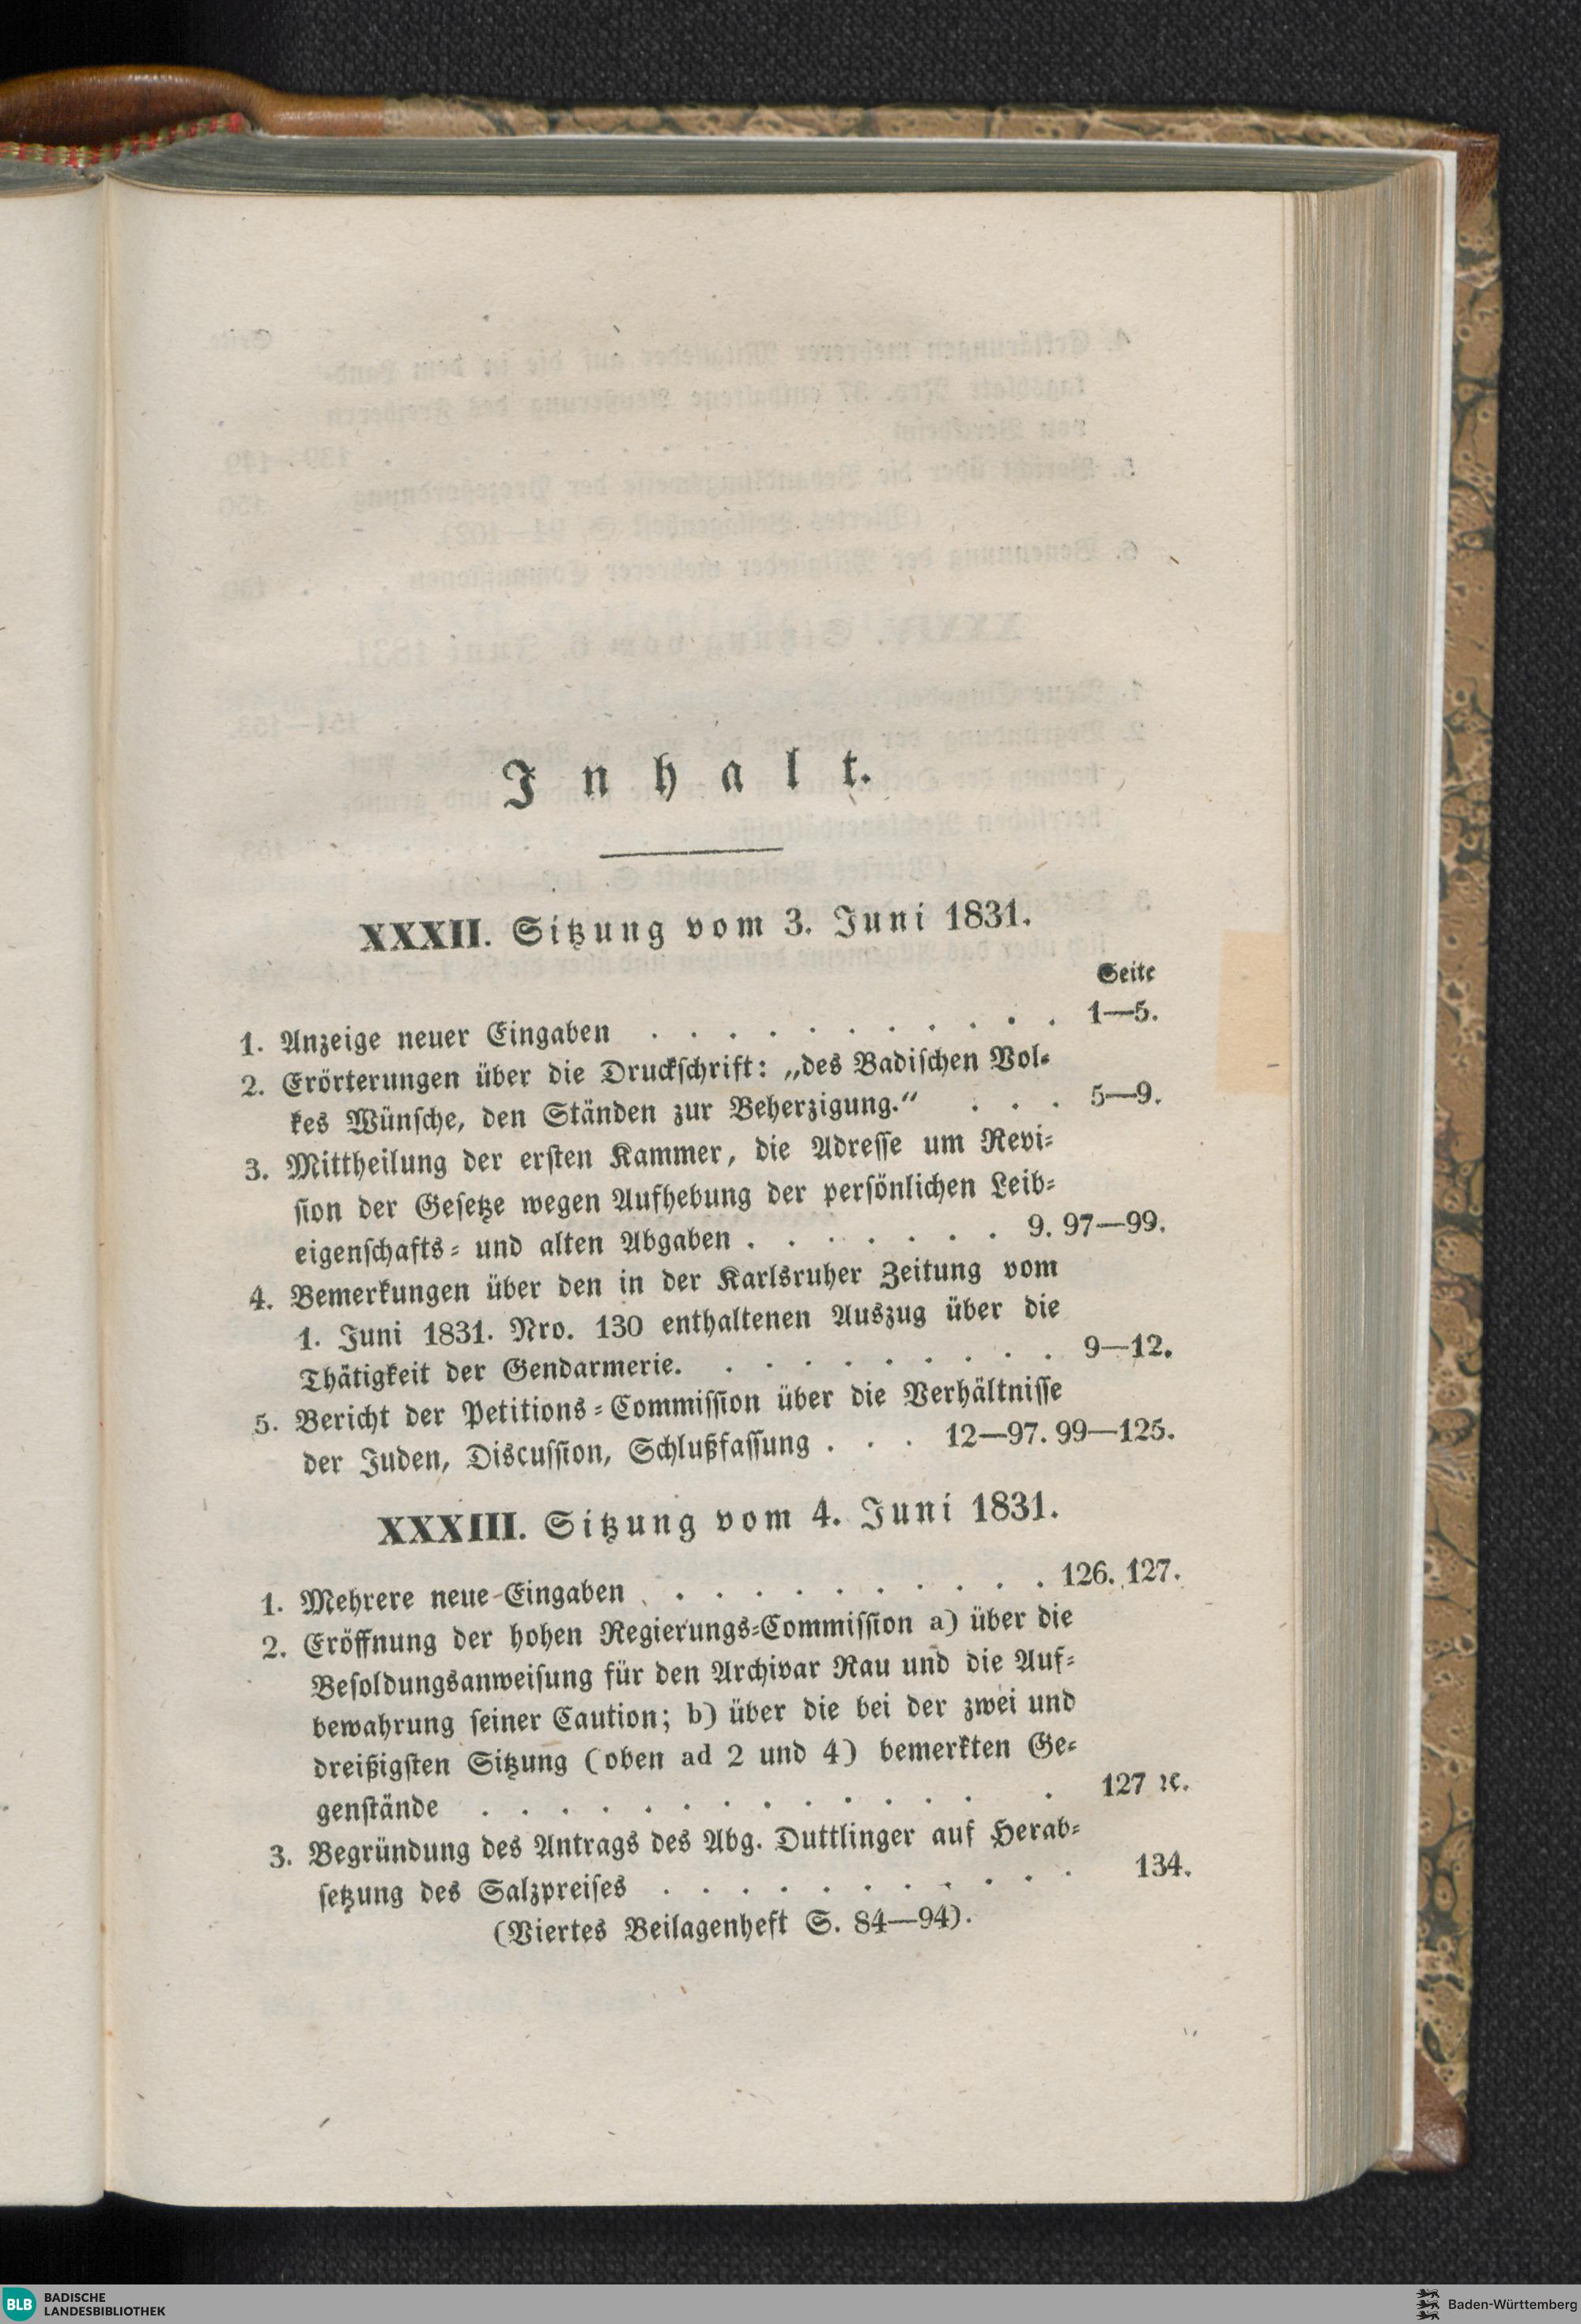 Inhalt.
XXXII. Sitzung vom 3. Juni 1831.
Seite
1. Anzeige neuer Eingaben . . . . . . . . . . . 1—5.
2. Erörterungen über die Druckschrift: „des Badischen Vol-
kes Wünsche, den Ständen zur Beherzigung.“ . . . 5—9.
3. Mittheilung der ersten Kammer, die Adresse um Revi-
sion der Gesetze wegen Aufhebung der persönlichen Leib-
eigenschafts- und alten Abgaben . . . . . . . 9. 97—99.
4. Bemerkungen über den in der Karlsruher Zeitung vom
1. Juni 1831. Nro. 130 enthaltenen Auszug über die
Thätigkeit der Gendarmerie. . . . . . . . . . 9—12.
5. Bericht der Petitions-Commission über die Verhältnisse
der Juden, Discussion, Schlußfassung . . . 12—97. 99—125.
XXXIII. Sitzung vom 4. Juni 1831.
1. Mehrere neue Eingaben . . . . . . . . . . . 126. 127.
2. Eröffnung der hohen Regierungs-Commission a) über die
Besoldungsanweisung für den Archivar Rau und die Auf-
bewahrung seiner Caution; b) über die bei der zwei und
dreißigsten Sitzung (oben ad 2 und 4) bemerkten Ge-
genstände . . . . . . . . . . . . . . 127 ꝛc.
3. Begründung des Antrags des Abg. Duttlinger auf Herab-
setzung des Salzpreises . . . . . . . . . . . 134.
(Viertes Beilagenheft S. 84—94).
BLB BADISCHE
LANDESBIBLIOTHEK
Baden-Württemberg